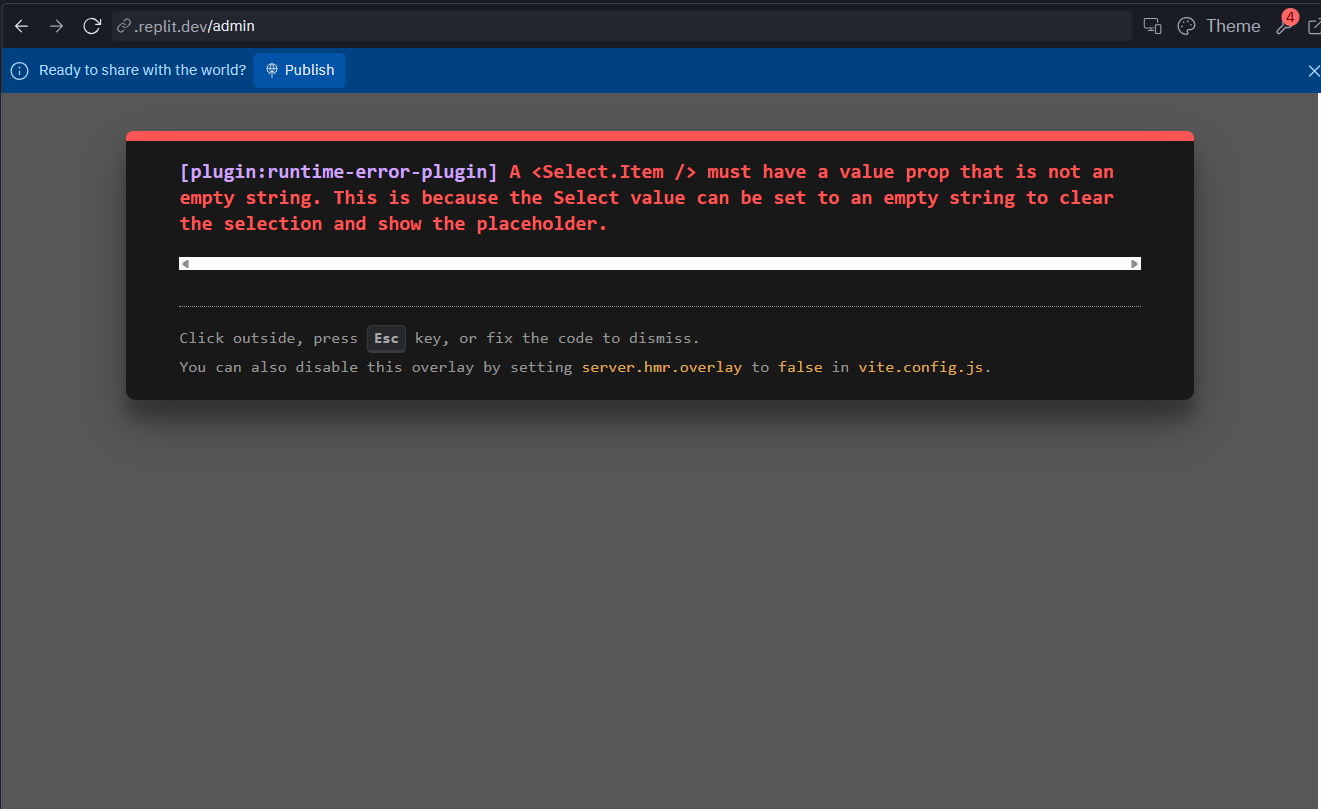 .replit.dev/admin
Theme
4
Ready to share with the world?
Publish
[plugin:runtime-error-plugin] A <Select.Item /> must have a value prop that is not an
empty string. This is because the Select value can be set to an empty string to clear
the selection and show the placeholder.
Click outside, press Esc key, or fix the code to dismiss.
You can also disable this overlay by setting server.hmr.overlay to false in vite.config.js.